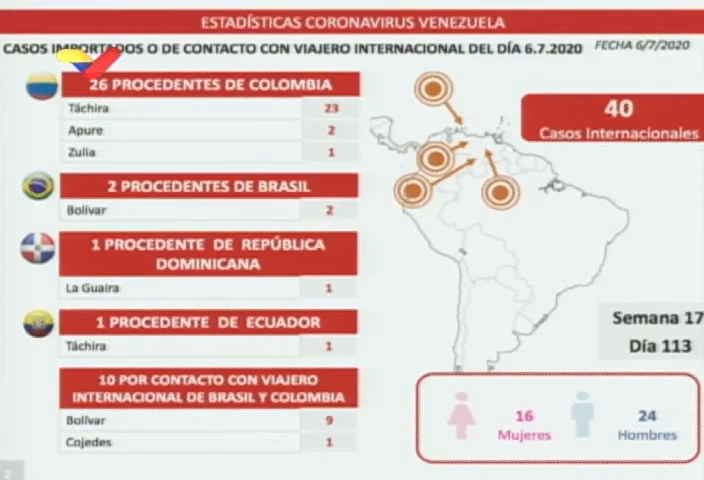 ESTADÍSTICAS CORONAVIRUS VENEZUELA
CASOS IMPORTADOS O DE CONTACTO CON VIAJERO INTERNACIONAL DEL DÍA 6.7.2020
FECHA 6/7/2020
26 PROCEDENTES DE COLOMBIA
Táchira 23
Apure 2
Zulia 1
2 PROCEDENTES DE BRASIL
Bolívar 2
1 PROCEDENTE DE REPÚBLICA
DOMINICANA
La Guaira 1
1 PROCEDENTE DE ECUADOR
Táchira 1
10 POR CONTACTO CON VIAJERO
INTERNACIONAL DE BRASIL Y COLOMBIA
Bolívar 9
Cojedes 1
40
Casos Internacionales
Semana 17
Día 113
16
Mujeres
24
Hombres
2